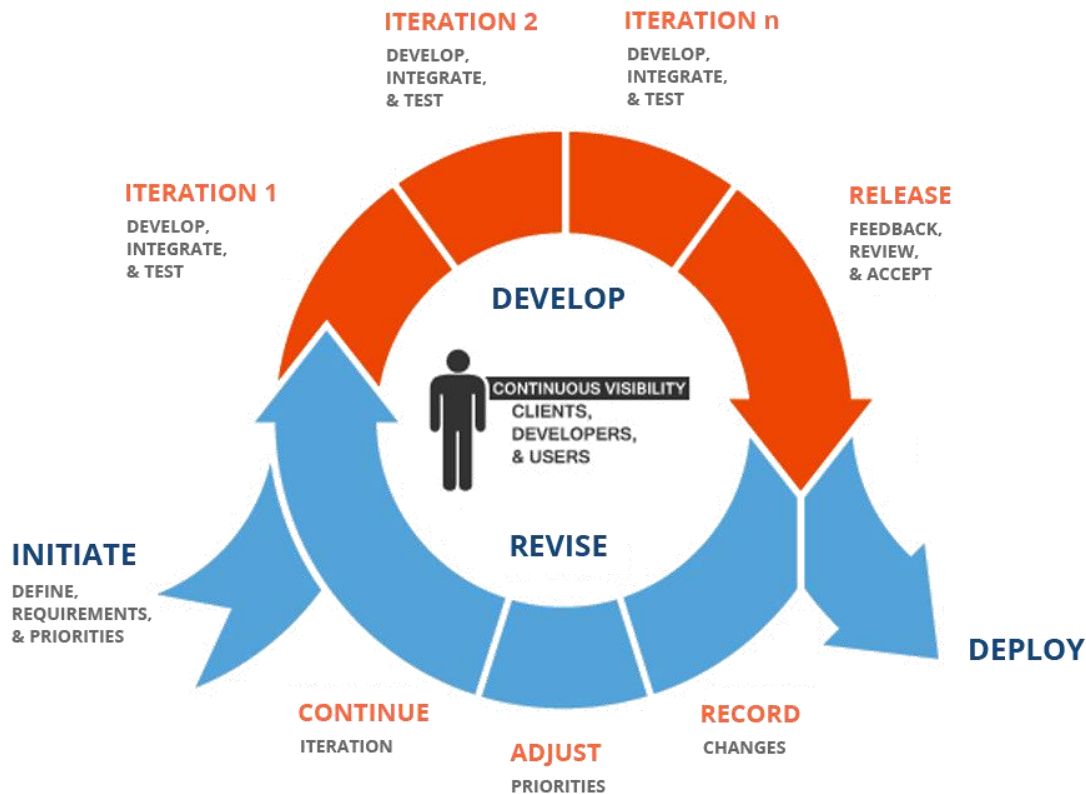 ITERATION 2
DEVELOP,
INTEGRATE,
& TEST
ITERATION n
DEVELOP,
INTEGRATE,
& TEST
ITERATION 1
DEVELOP,
INTEGRATE,
& TEST
RELEASE
FEEDBACK,
REVIEW,
& ACCEPT
DEVELOP
CONTINUOUS VISIBILITY
CLIENTS,
DEVELOPERS,
& USERS
REVISE
INITIATE
DEFINE,
REQUIREMENTS,
& PRIORITIES
DEPLOY
CONTINUE
ITERATION
ADJUST
PRIORITIES
RECORD
CHANGES